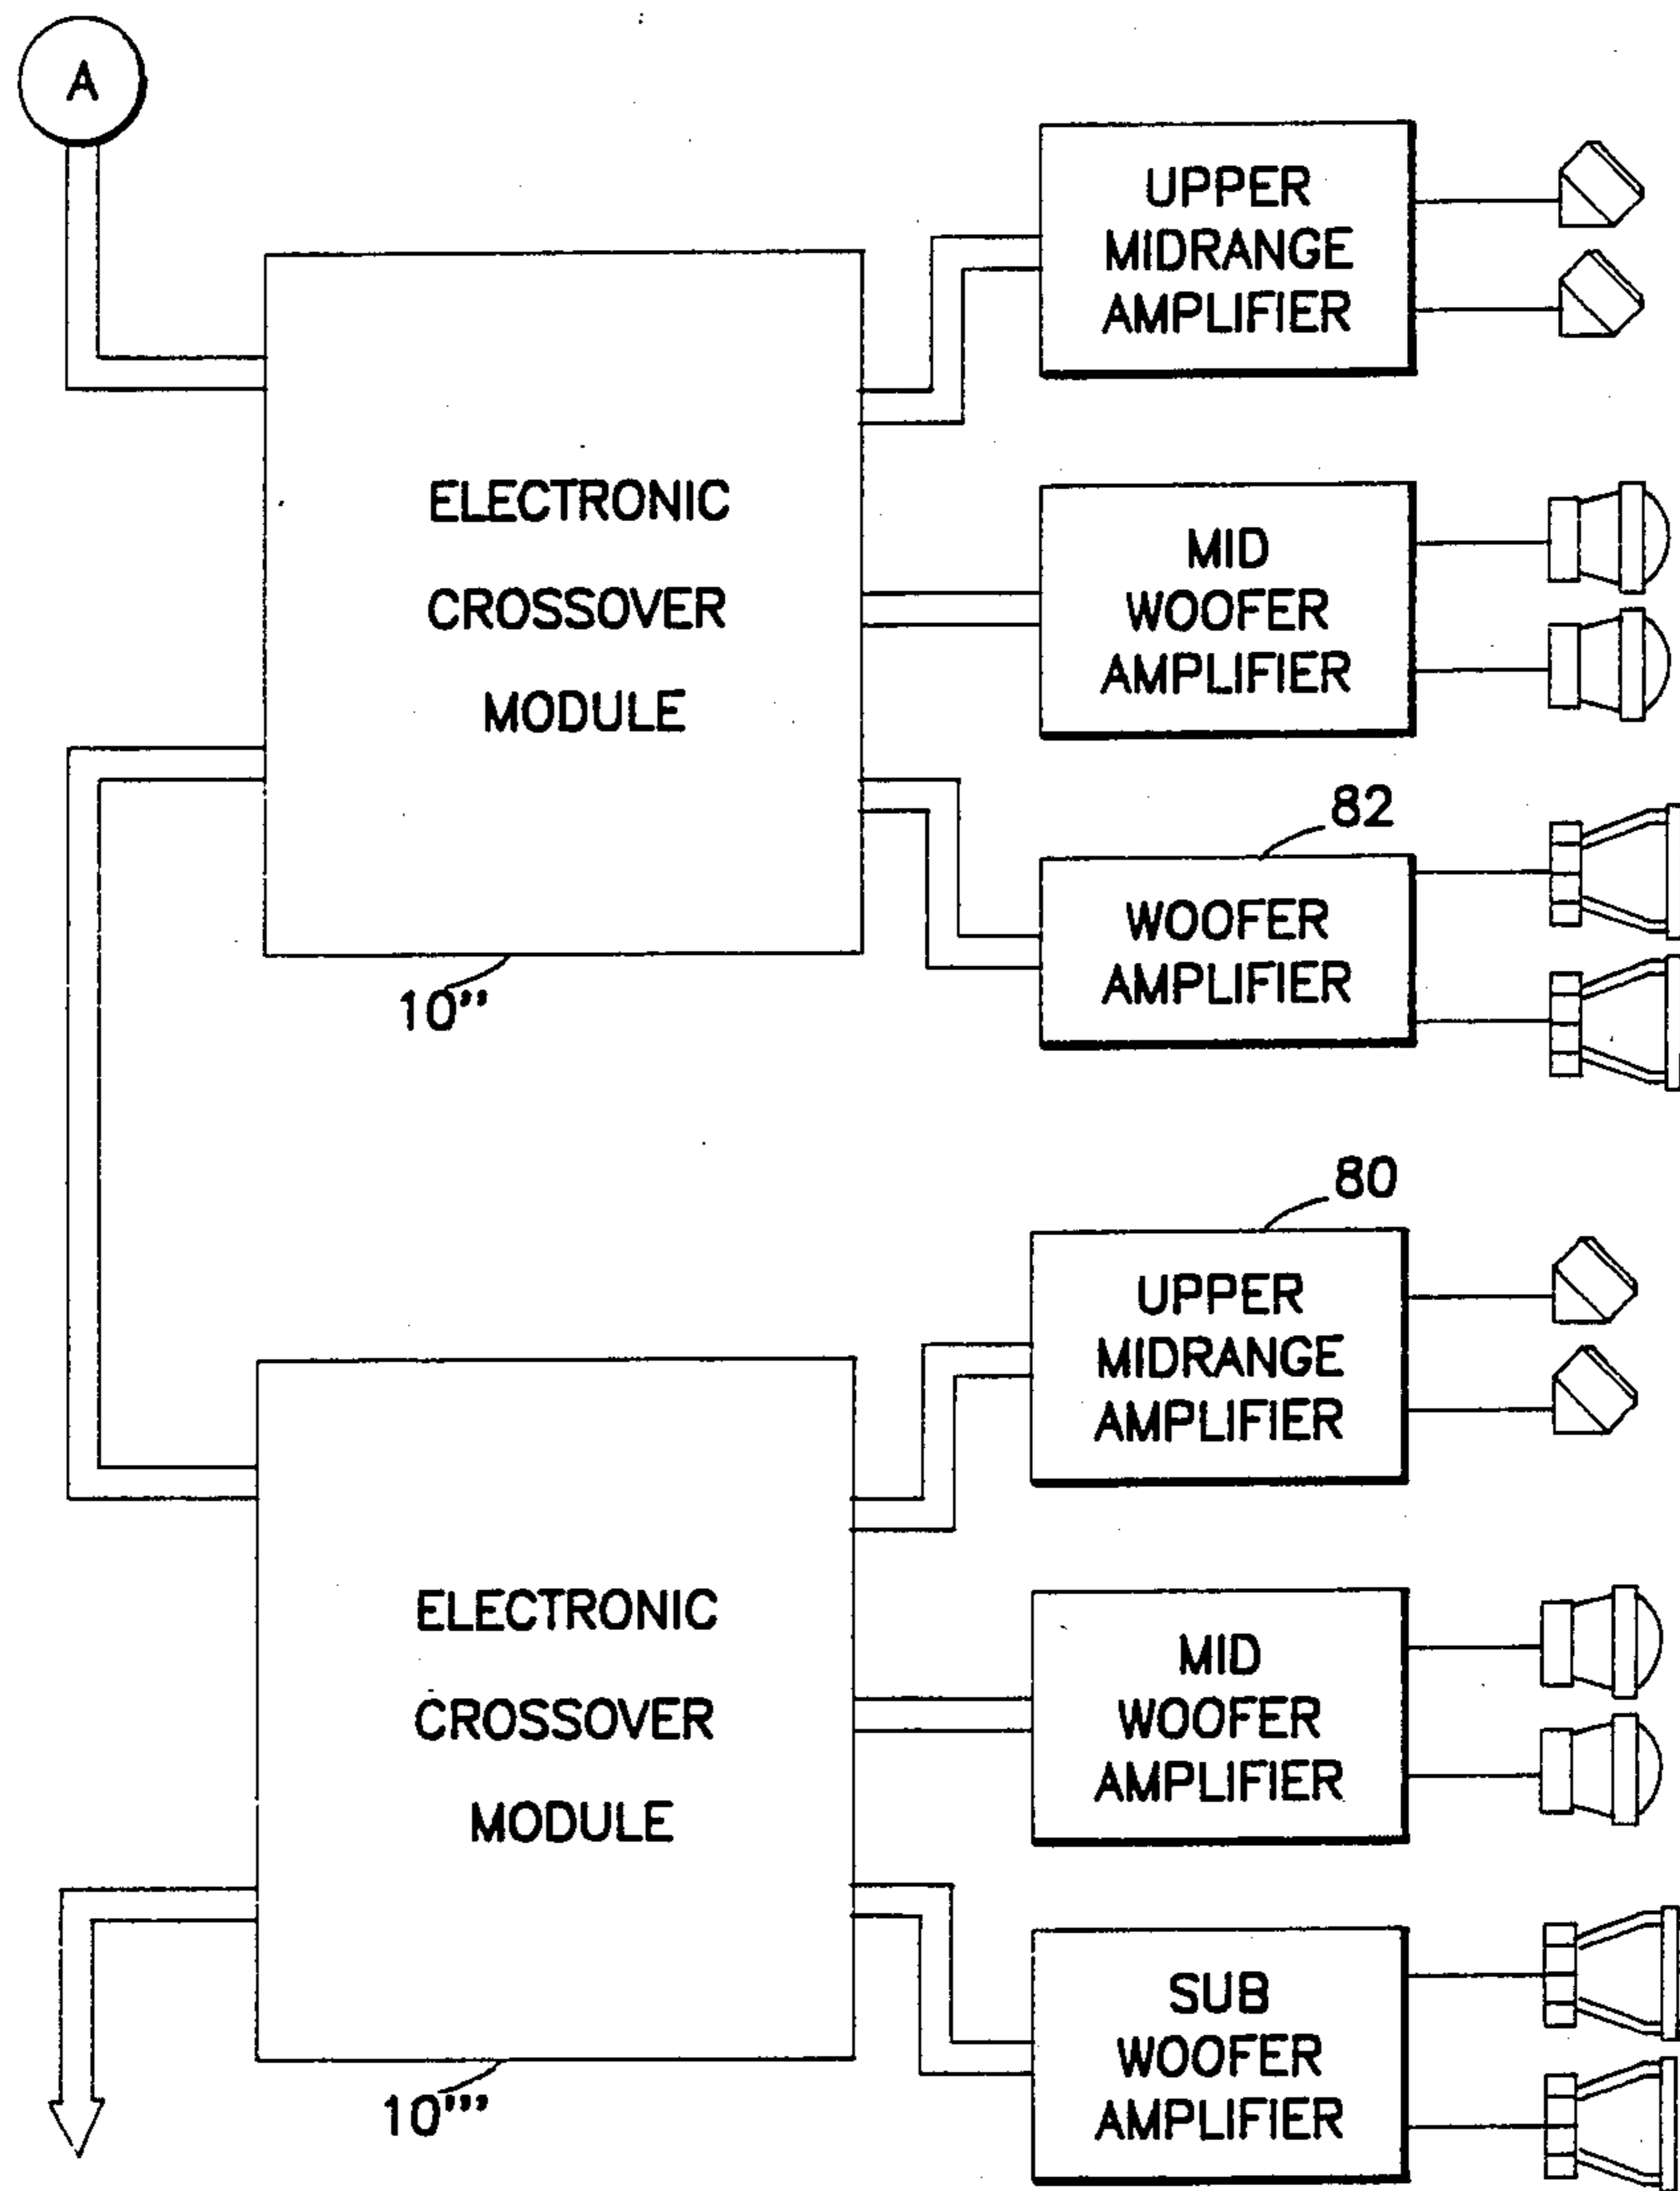 A
UPPER
MIDRANGE
AMPLIFIER
ELECTRONIC
CROSSOVER
MODULE
MID
WOOFER
AMPLIFIER
82
WOOFER
AMPLIFIER
10"
80
UPPER
MIDRANGE
AMPLIFIER
ELECTRONIC
CROSSOVER
MODULE
MID
WOOFER
AMPLIFIER
SUB
WOOFER
AMPLIFIER
10'''